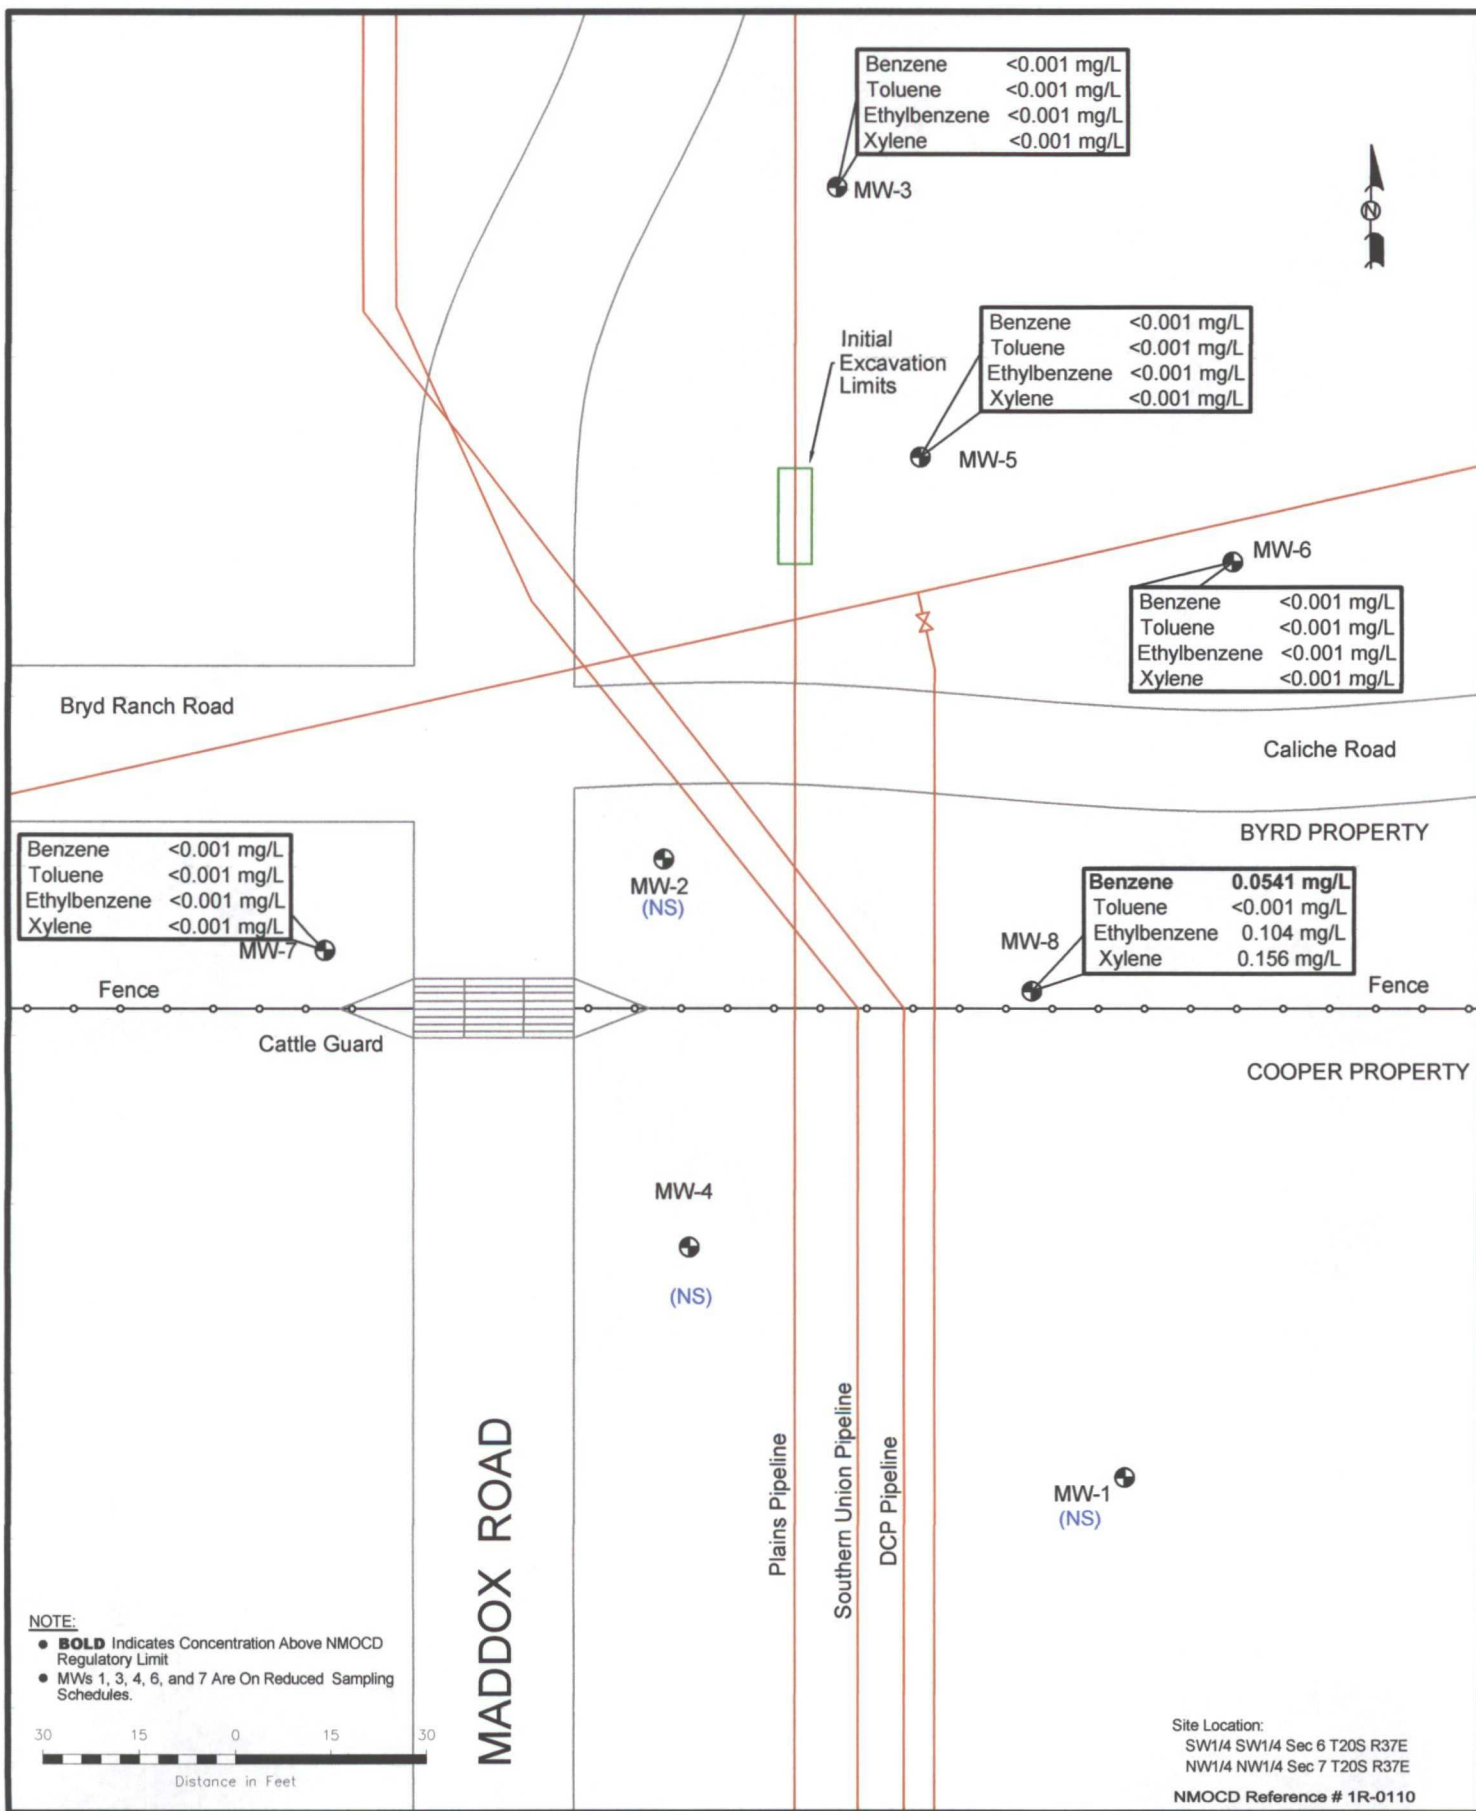 Benzene <0.001 mg/L
Toluene <0.001 mg/L
Ethylbenzene <0.001 mg/L
Xylene <0.001 mg/L
MW-3
N
Initial
Excavation
Limits
Benzene <0.001 mg/L
Toluene <0.001 mg/L
Ethylbenzene <0.001 mg/L
Xylene <0.001 mg/L
MW-5
MW-6
Benzene <0.001 mg/L
Toluene <0.001 mg/L
Ethylbenzene <0.001 mg/L
Xylene <0.001 mg/L
Bryd Ranch Road
Caliche Road
BYRD PROPERTY
Benzene <0.001 mg/L
Toluene <0.001 mg/L
Ethylbenzene <0.001 mg/L
Xylene <0.001 mg/L
MW-7
MW-2
(NS)
MW-8
Benzene 0.0541 mg/L
Toluene <0.001 mg/L
Ethylbenzene 0.104 mg/L
Xylene 0.156 mg/L
Fence
Fence
Cattle Guard
COOPER PROPERTY
MW-4
(NS)
MADDOX ROAD
Plains Pipeline
Southern Union Pipeline
DCP Pipeline
MW-1
(NS)
NOTE:
● BOLD Indicates Concentration Above NMOCD
Regulatory Limit
● MWs 1, 3, 4, 6, and 7 Are On Reduced Sampling
Schedules.
30 15 0 15 30
Distance in Feet
Site Location:
SW1/4 SW1/4 Sec 6 T20S R37E
NW1/4 NW1/4 Sec 7 T20S R37E
NMOCD Reference # 1R-0110